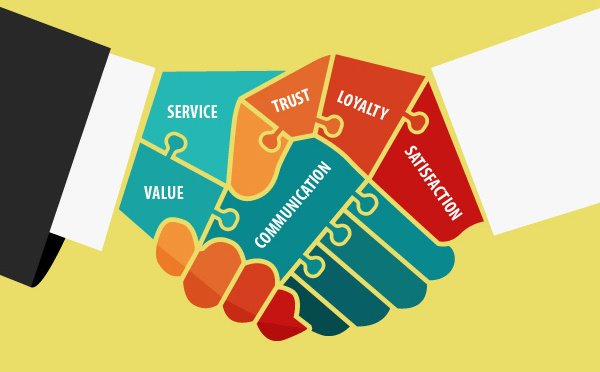 SERVICE
TRUST
LOYALTY
VALUE
COMMUNICATION
SATISFACTION